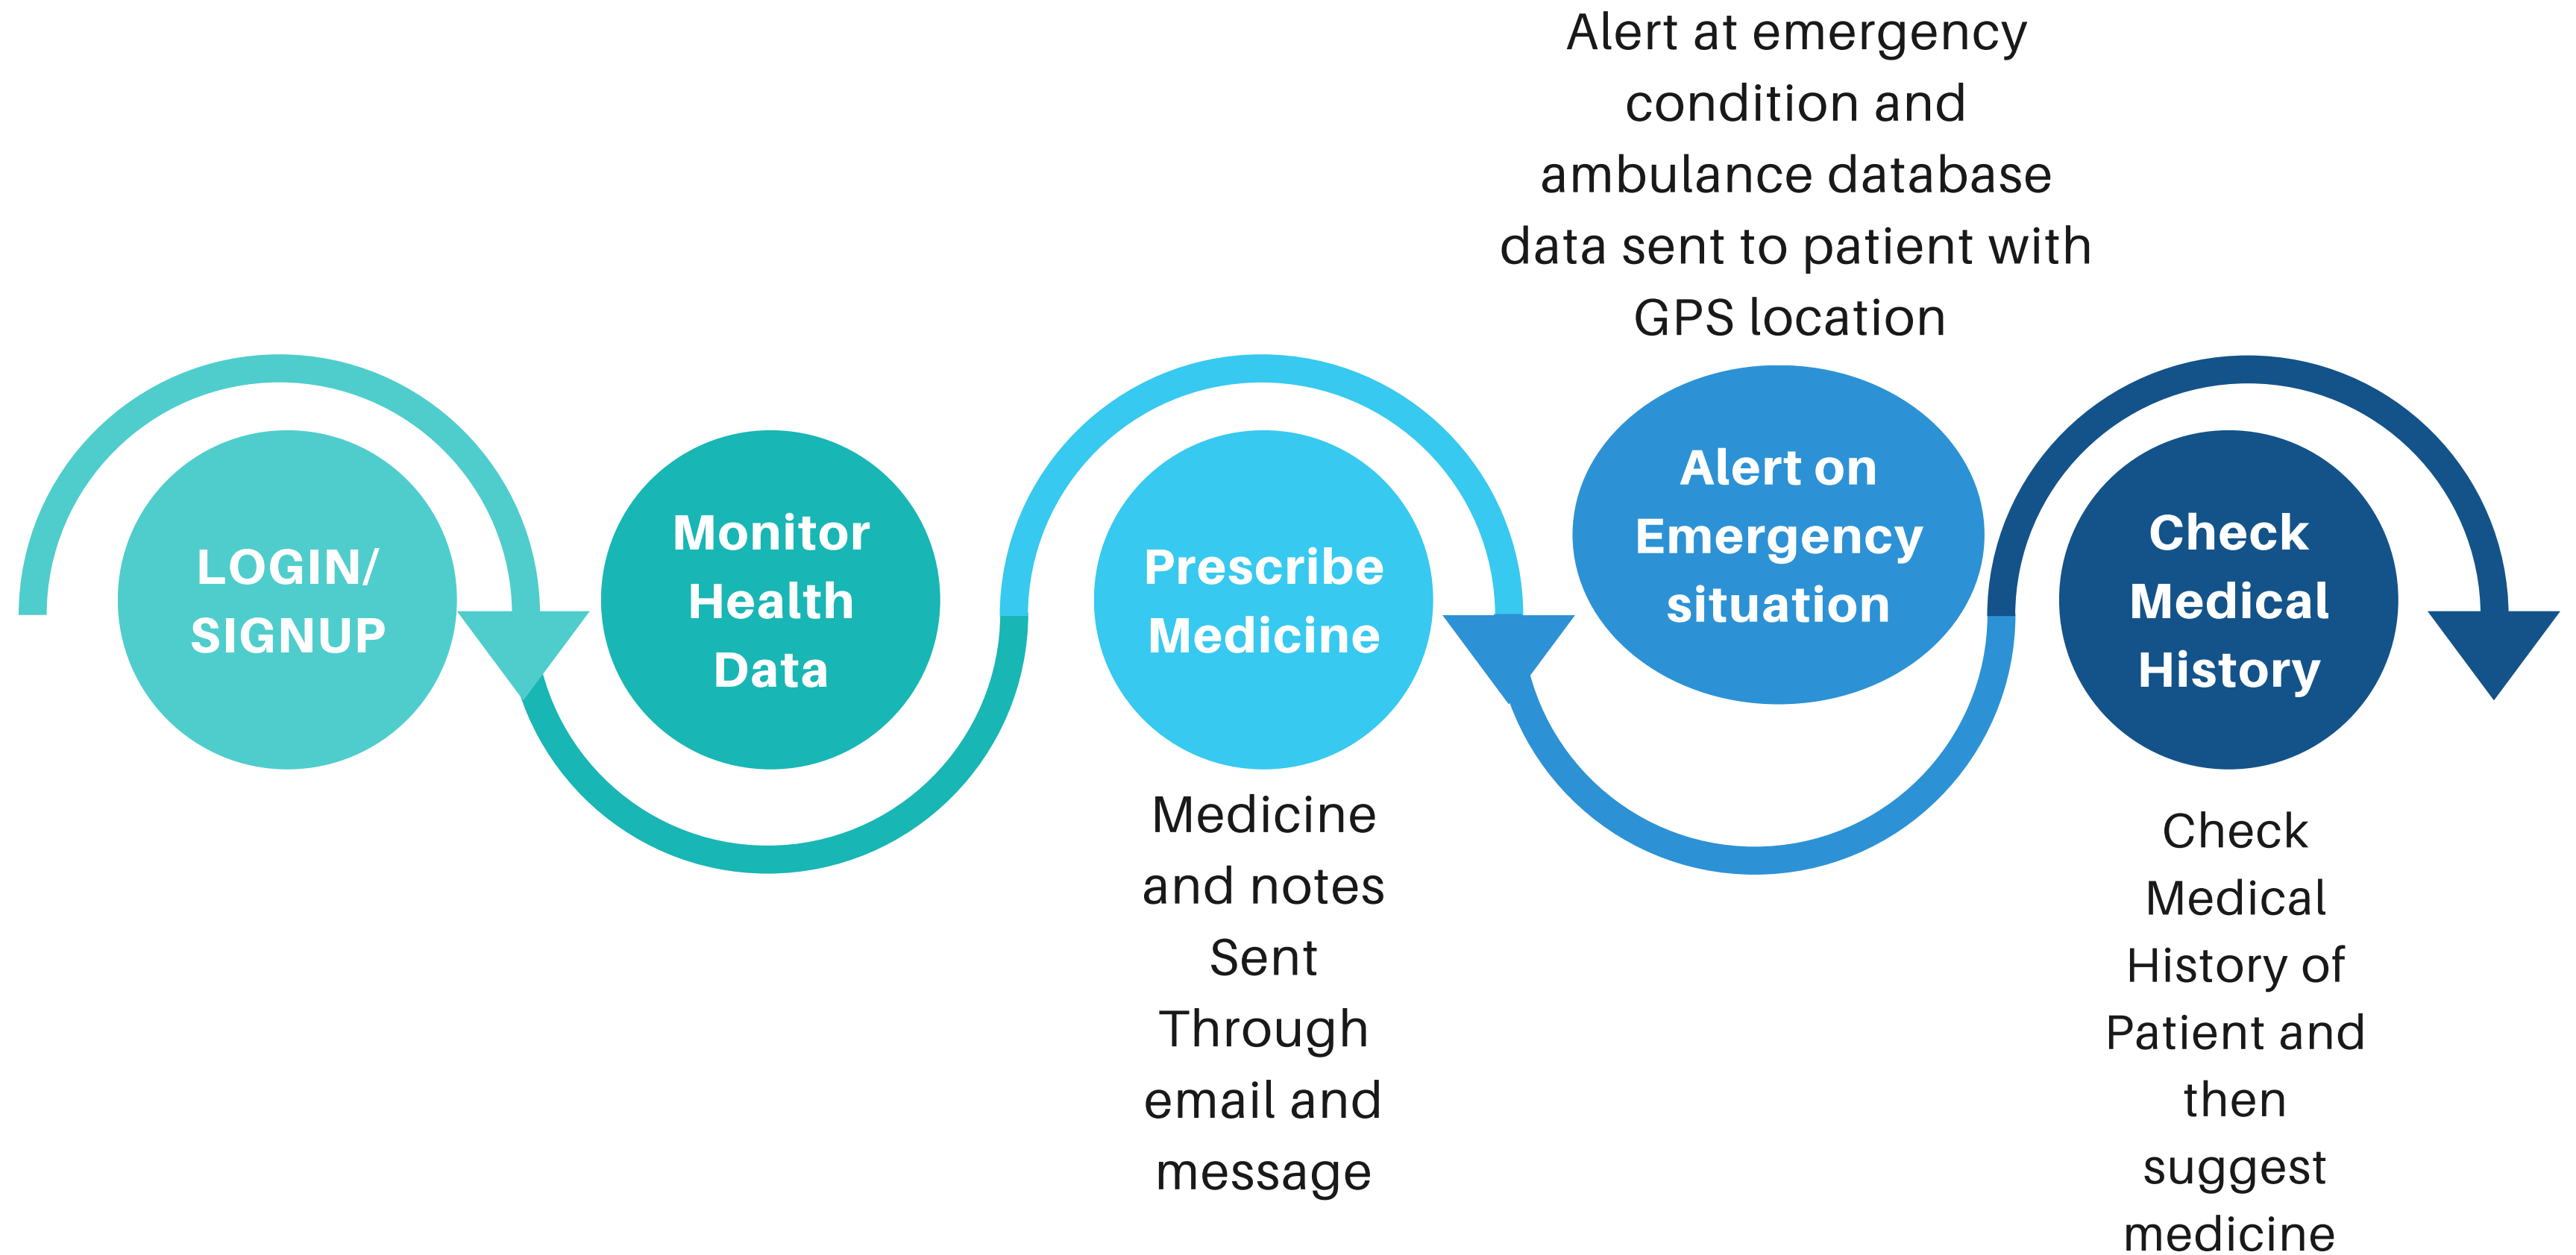 LOGIN/
SIGNUP
Monitor
Health
Data
Prescribe
Medicine
Medicine
and notes
Sent
Through
email and
message
Alert at emergency
condition and
ambulance database
data sent to patient with
GPS location
Alert on
Emergency
situation
Check
Medical
History
Check
Medical
History of
Patient and
then
suggest
medicine